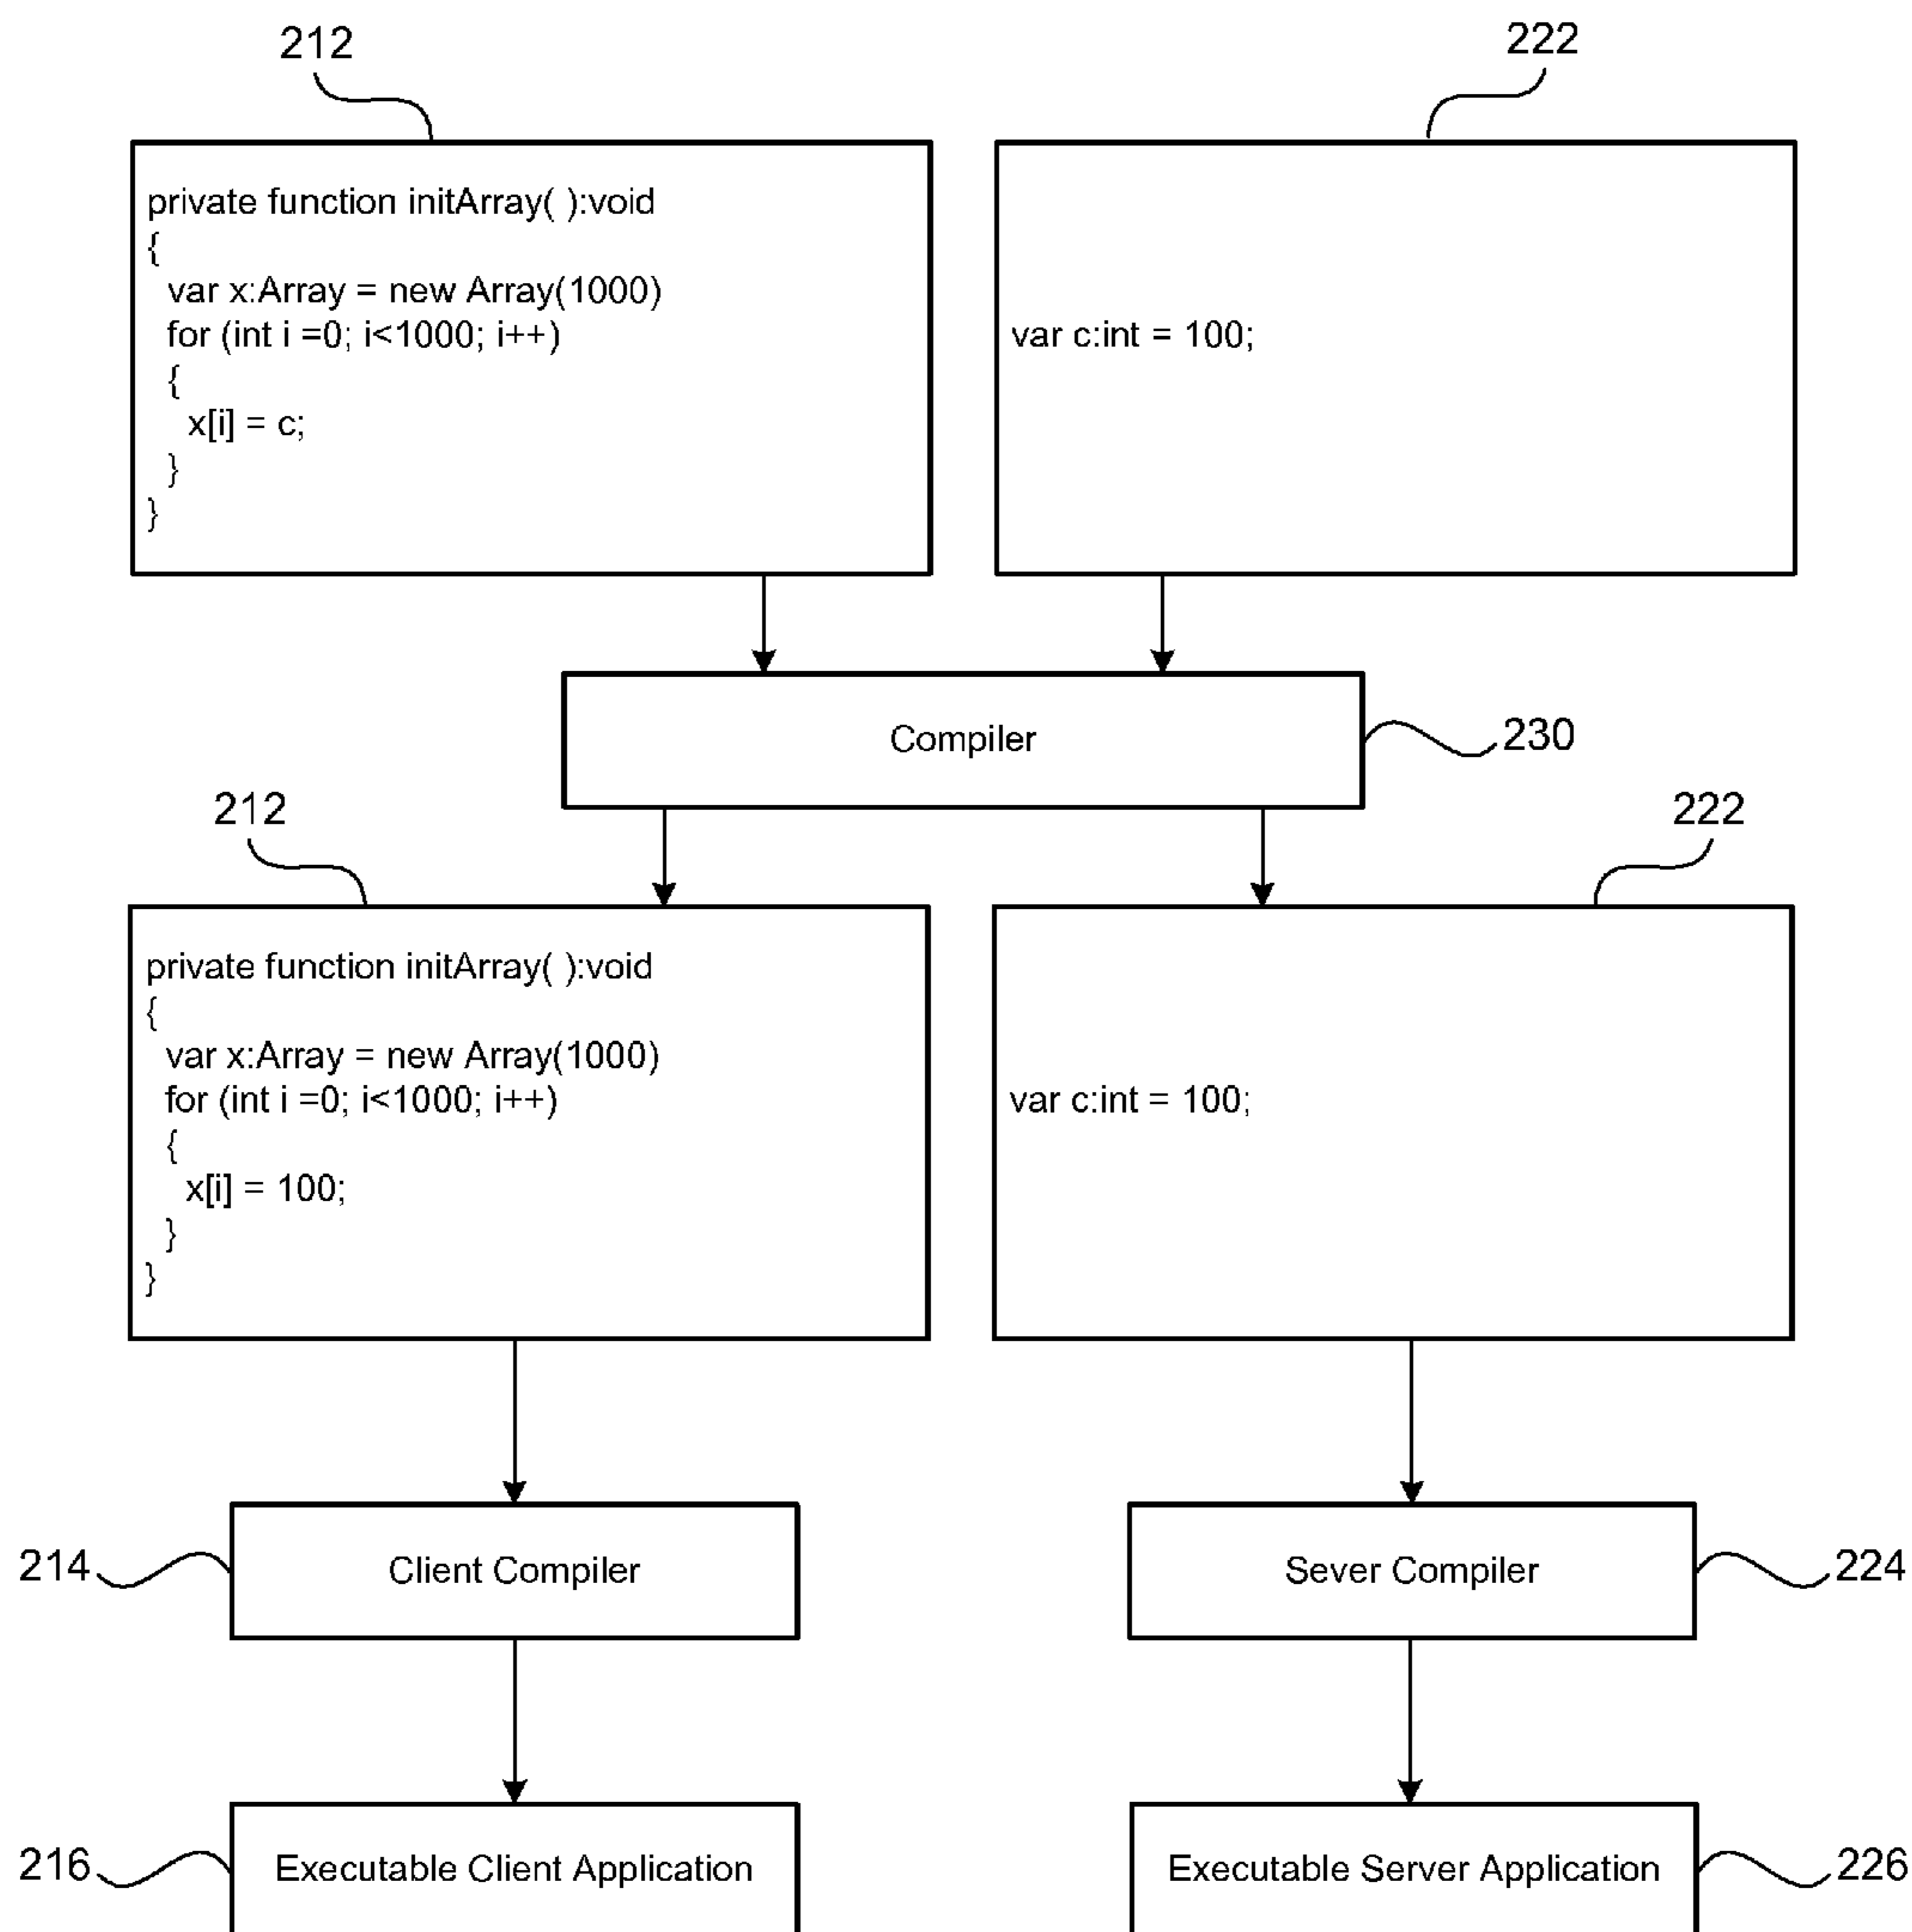 212
222
private function initArray( ):void
{
var x:Array = new Array(1000)
for (int i =0; i<1000; i++)
{
x[i] = c;
}
}
var c:int = 100;
Compiler
230
212
222
private function initArray( ):void
{
var x:Array = new Array(1000)
for (int i =0; i<1000; i++)
{
x[i] = 100;
}
}
var c:int = 100;
214
Client Compiler
Sever Compiler
224
216
Executable Client Application
Executable Server Application
226